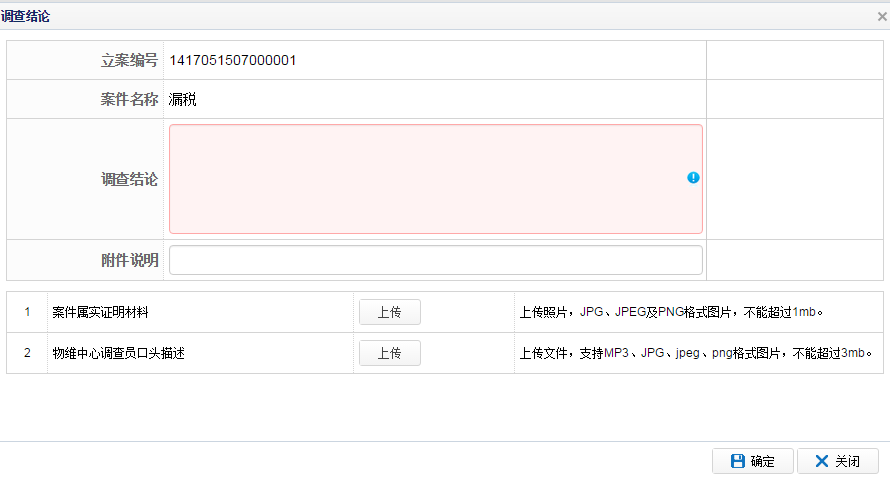 调查结论
立案编号 1417051507000001
案件名称 漏税
调查结论
附件说明
1 案件属实证明材料 上传 上传照片，JPG、JPEG及PNG格式图片，不能超过1mb。
2 物维中心调查员口头描述 上传 上传文件，支持MP3、JPG、jpeg、png格式图片，不能超过3mb。
确定 关闭